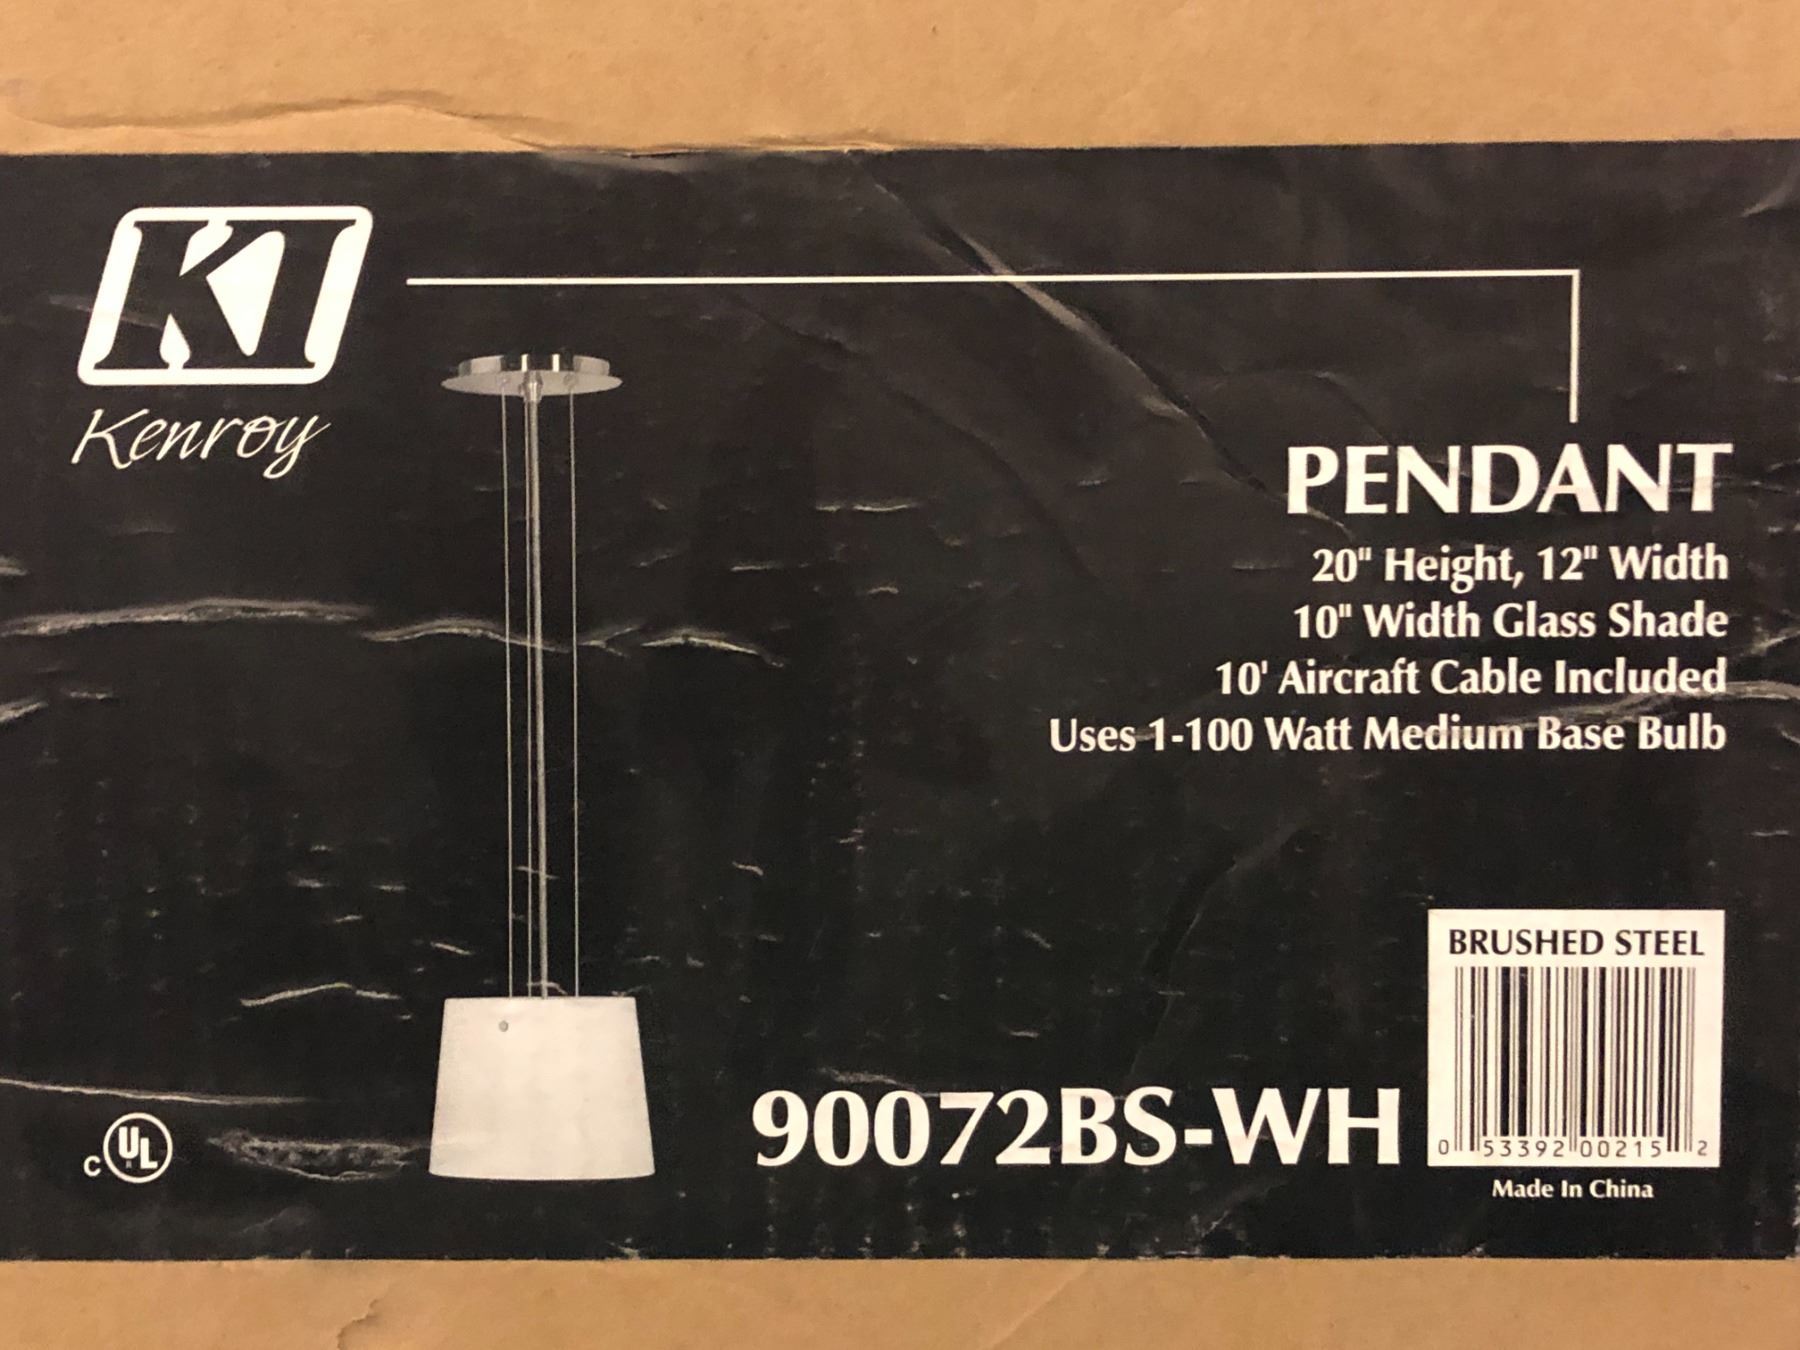 KI
Kenroy
PENDANT
20" Height, 12" Width
10" Width Glass Shade
10' Aircraft Cable Included
Uses 1-100 Watt Medium Base Bulb
BRUSHED STEEL
0 53392 00215 2
90072BS-WH
Made In China
C UL